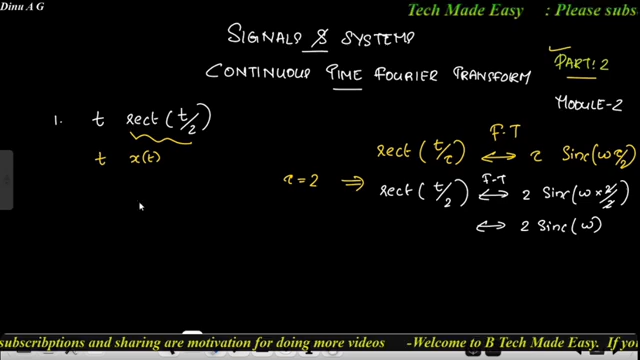 Dinu A G
Tech Made Easy : Please subs
SIGNALS & SYSTEMS
CONTINUOUS TIME FOURIER TRANSFORM
PART: 2
MODULE-2
1. t rect(t/2)
t x(t)
rect(t/τ) F.T ↔ τ Sinc(ωτ/2)
τ=2 ⇒ rect(t/2) F.T ↔ 2 Sinc(ω×2/2)
↔ 2 Sinc(ω)
subscribptions and sharing are motivation for doing more videos -Welcome to B Tech Made Easy. If yo